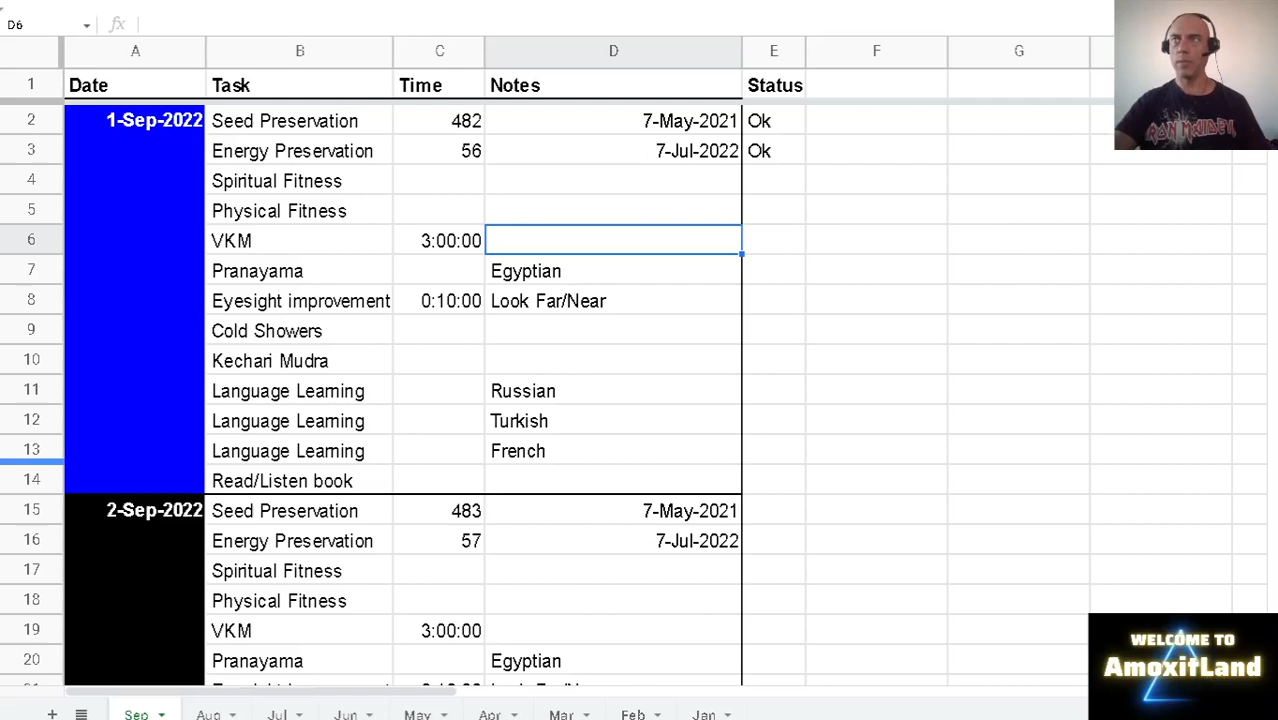 D6 fx
A B C D E F G
1 Date Task Time Notes Status
2 1-Sep-2022 Seed Preservation 482 7-May-2021 Ok
3 Energy Preservation 56 7-Jul-2022 Ok
4 Spiritual Fitness
5 Physical Fitness
6 VKM 3:00:00
7 Pranayama Egyptian
8 Eyesight improvement 0:10:00 Look Far/Near
9 Cold Showers
10 Kechari Mudra
11 Language Learning Russian
12 Language Learning Turkish
13 Language Learning French
14 Read/Listen book
15 2-Sep-2022 Seed Preservation 483 7-May-2021
16 Energy Preservation 57 7-Jul-2022
17 Spiritual Fitness
18 Physical Fitness
19 VKM 3:00:00
20 Pranayama Egyptian
Sep Aug Jul Jun May Apr Mar Feb Jan
IRON MAIDEN
WELCOME TO
AmoxitLand